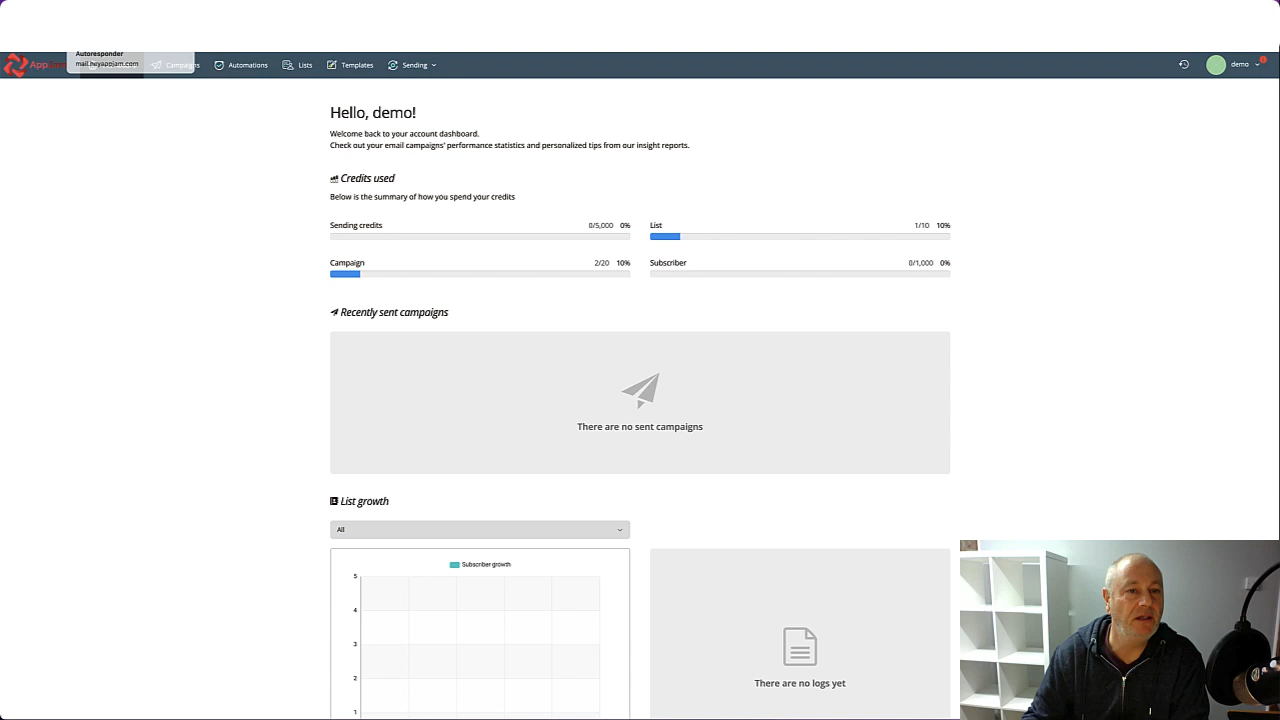 Autoresponder
mail.heyappjam.com
App
Campaigns
Automations
Lists
Templates
Sending
demo
Hello, demo!
Welcome back to your account dashboard.
Check out your email campaigns' performance statistics and personalized tips from our insight reports.
Credits used
Below is the summary of how you spend your credits
Sending credits 0/5,000 0%
List 1/10 10%
Campaign 2/20 10%
Subscriber 0/1,000 0%
Recently sent campaigns
There are no sent campaigns
List growth
All
Subscriber growth
5
4
3
2
1
There are no logs yet